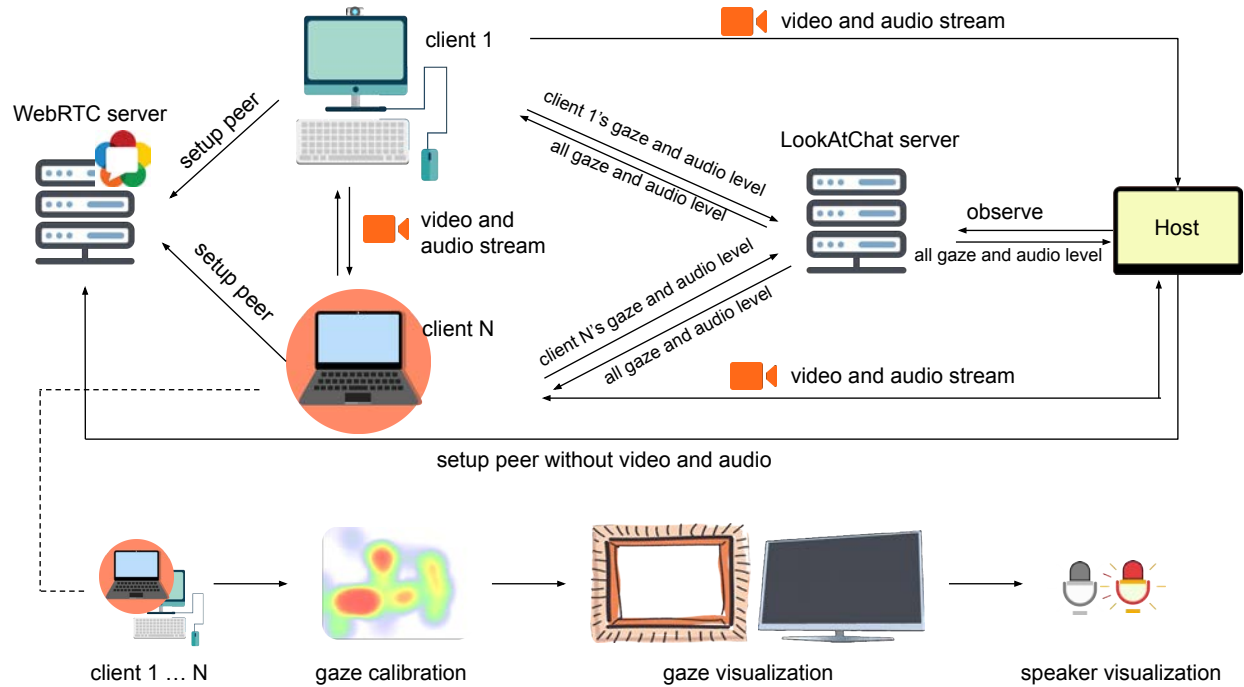 video and audio stream
client 1
WebRTC server
setup peer
client 1's gaze and audio level
all gaze and audio level
LookAtChat server
observe
Host
all gaze and audio level
video and
audio stream
setup peer
client N
client N's gaze and audio level
all gaze and audio level
video and audio stream
setup peer without video and audio
client 1 … N
gaze calibration
gaze visualization
speaker visualization